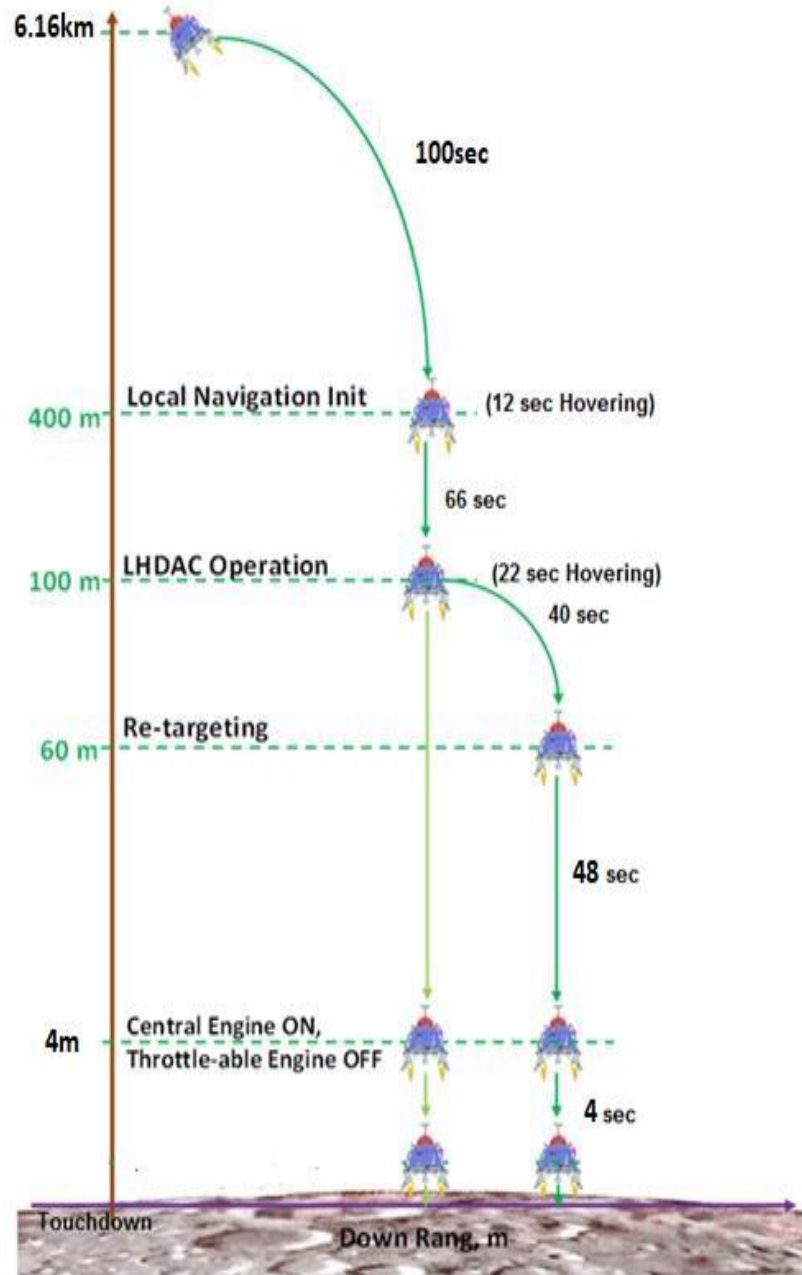 6.16km
100sec
Local Navigation Init
(12 sec Hovering)
400 m
66 sec
LHDAC Operation
(22 sec Hovering)
100 m
40 sec
Re-targeting
60 m
48 sec
Central Engine ON,
4m
Throttle-able Engine OFF
4 sec
Touchdown
Down Rang, m